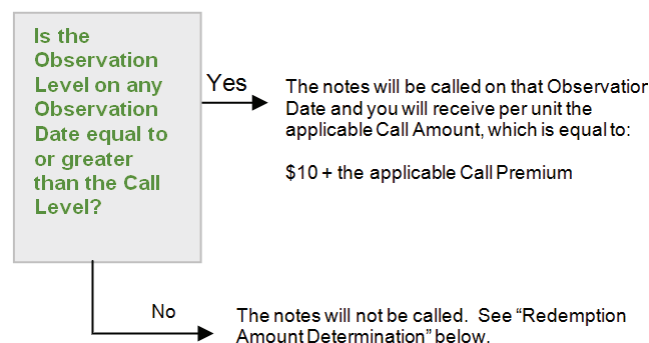 Is the
Observation
Level on any
Observation
Date equal to
or greater
than the Call
Level?
Yes
The notes will be called on that Observation
Date and you will receive per unit the
applicable Call Amount, which is equal to:
$10 + the applicable Call Premium
No
The notes will not be called. See “Redemption
Amount Determination” below.